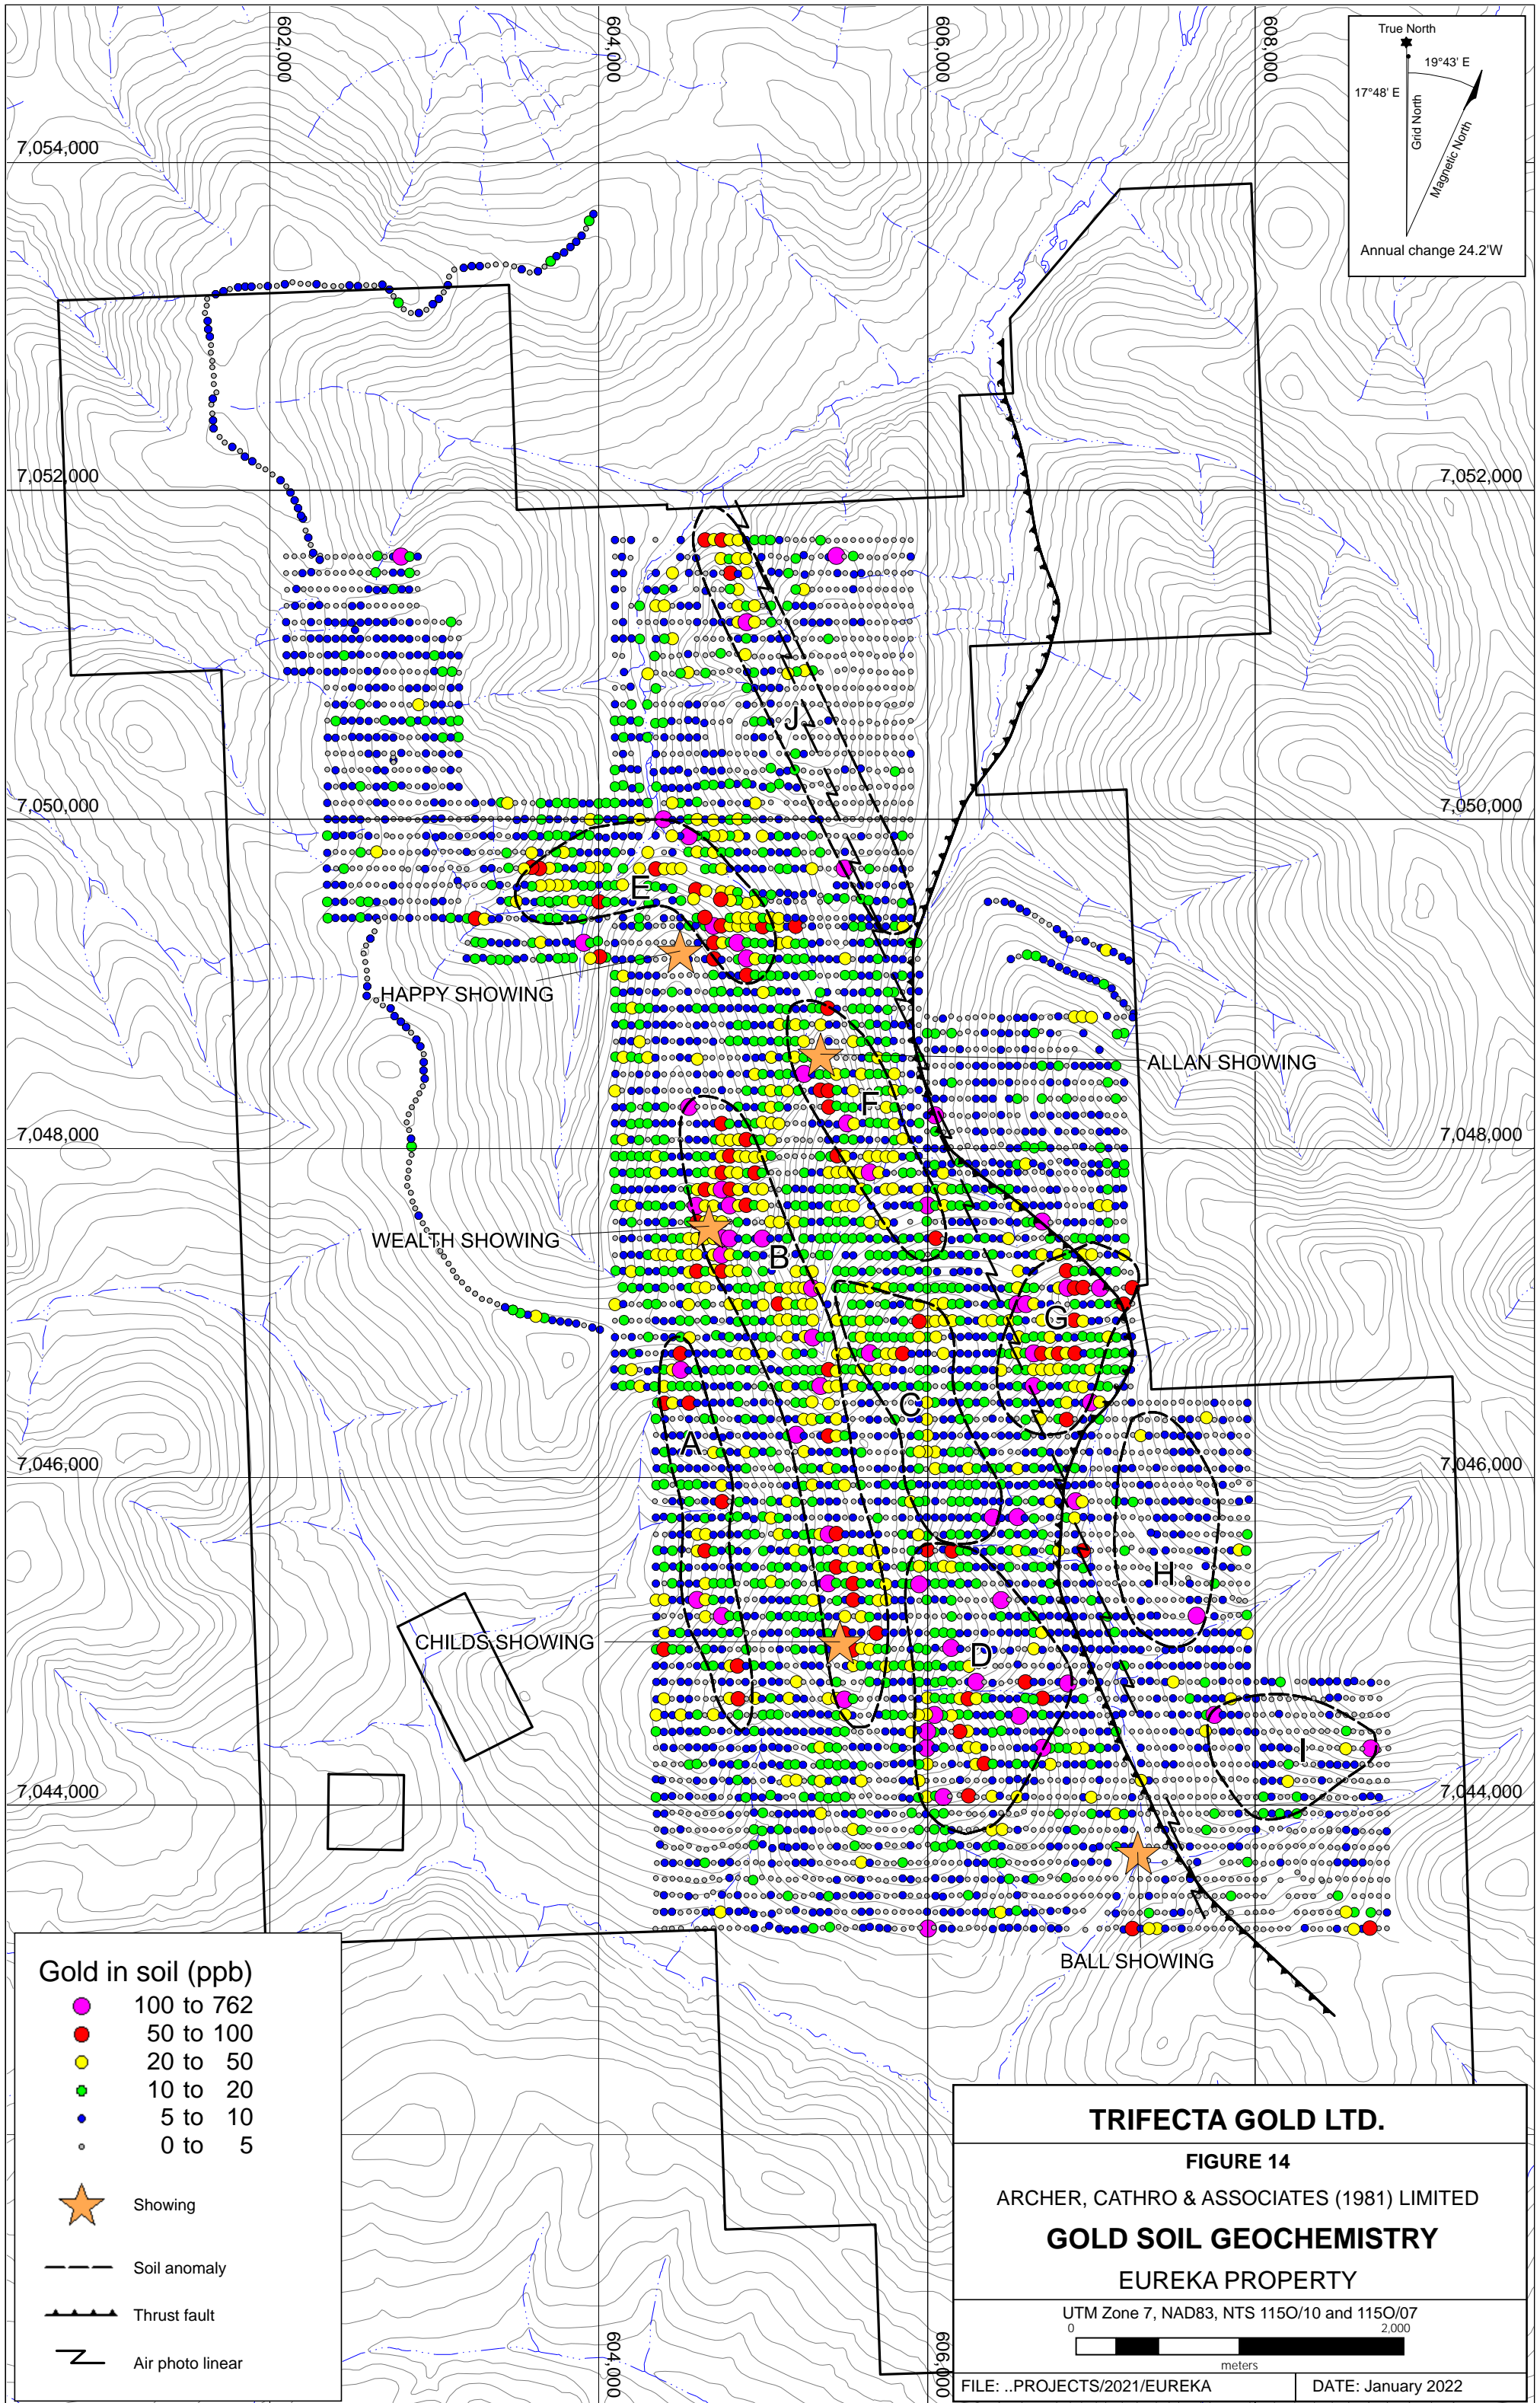 602,000
604,000
606,000
608,000
True North
19°43' E
17°48' E
Grid North
Magnetic North
Annual change 24.2'W
7,054,000
7,052,000
7,052,000
J
7,050,000
7,050,000
E
HAPPY SHOWING
ALLAN SHOWING
F
7,048,000
7,048,000
WEALTH SHOWING
B
G
C
A
7,046,000
7,046,000
H
CHILDS SHOWING
D
I
7,044,000
7,044,000
BALL SHOWING
Gold in soil (ppb)
100 to 762
50 to 100
20 to 50
10 to 20
5 to 10
0 to 5
Showing
Soil anomaly
Thrust fault
Air photo linear
604,000
606,000
TRIFECTA GOLD LTD.
FIGURE 14
ARCHER, CATHRO & ASSOCIATES (1981) LIMITED
GOLD SOIL GEOCHEMISTRY
EUREKA PROPERTY
UTM Zone 7, NAD83, NTS 115O/10 and 115O/07
0 2,000
meters
FILE: ..PROJECTS/2021/EUREKA
DATE: January 2022